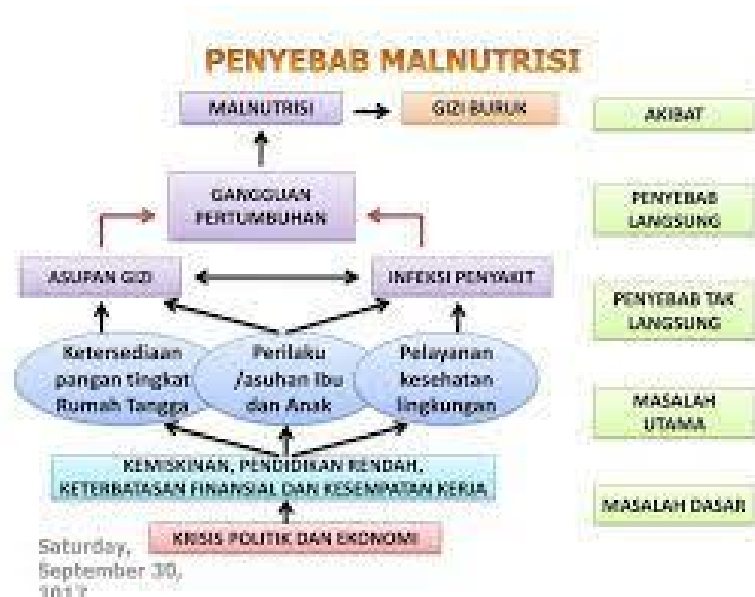 PENYEBAB MALNUTRISI
MALNUTRISI
GIZI BURUK
AKIBAT
GANGGUAN
PERTUMBUHAN
PENYEBAB
LANGSUNG
ASUPAN GIZI
INFEKSI PENYAKIT
PENYEBAB TAK
LANGSUNG
Ketersediaan
pangan tingkat
Rumah Tangga
Perilaku
/asuhan Ibu
dan Anak
Pelayanan
kesehatan
lingkungan
MASALAH
UTAMA
KEMISKINAN, PENDIDIKAN RENDAH,
KETERBATASAN FINANSIAL DAN KESEMPATAN KERJA
MASALAH DASAR
KRISIS POLITIK DAN EKONOMI
Saturday,
September 30,
2017